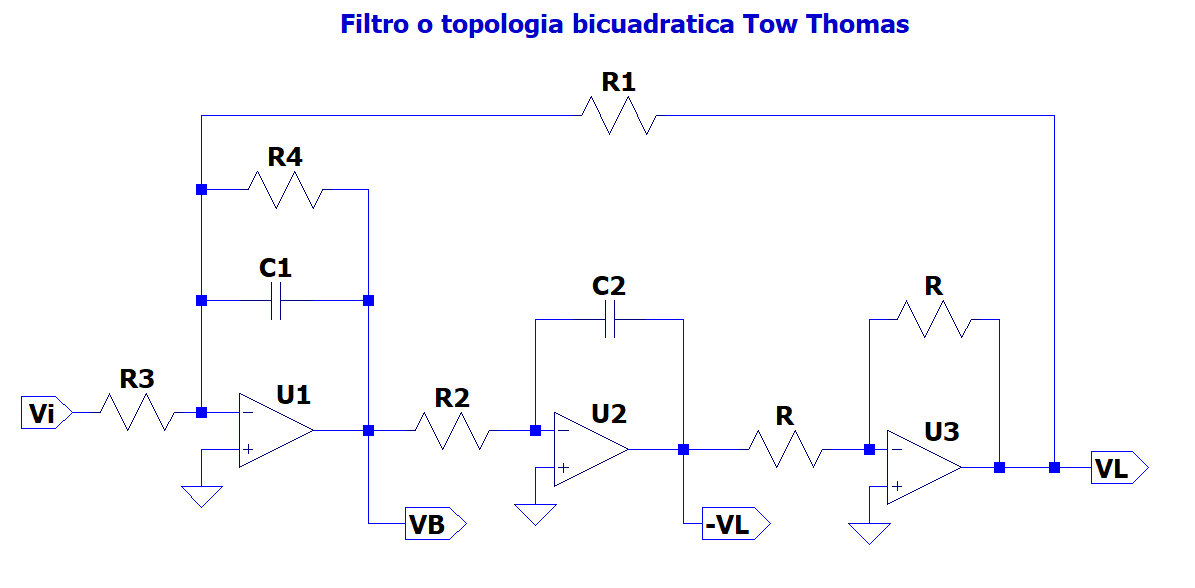 Filtro o topologia bicuadratica Tow Thomas
R1
R4
C1
C2
R
R3
U1
R2
U2
R
U3
Vi
−
+
−
+
−
+
VL
VB
-VL